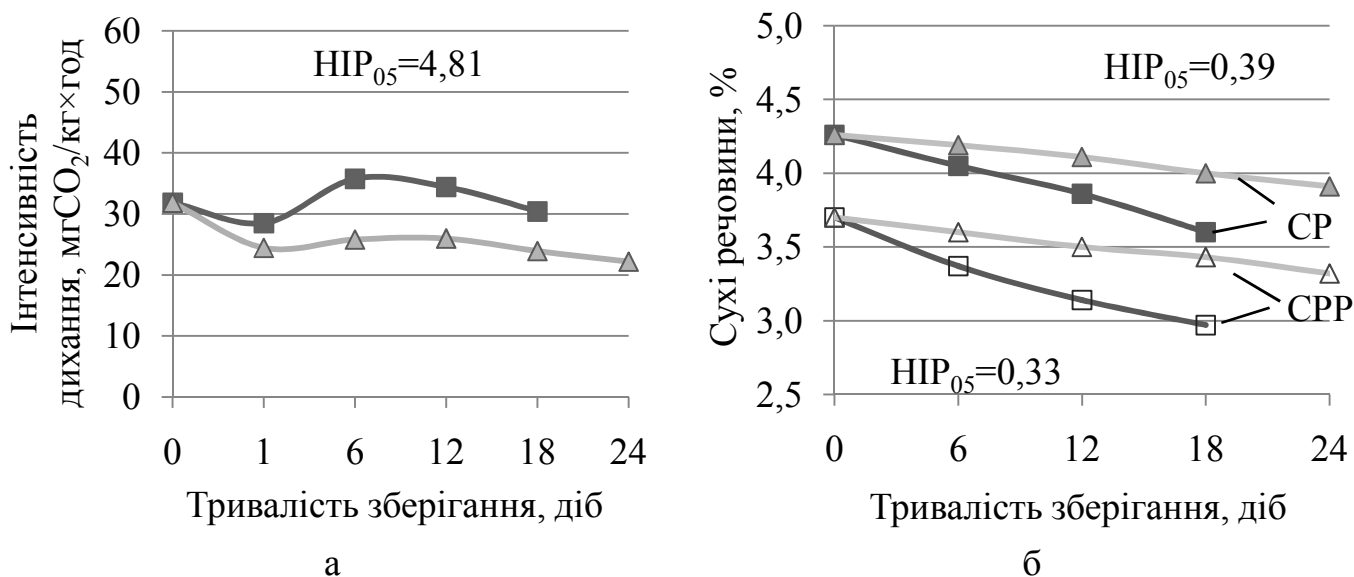 60
50
40
30
20
10
0
НІР05=4,81
Інтенсивність
дихання, мгCO2/кг×год
0 1 6 12 18 24
Тривалість зберігання, діб
а
5,0
4,5
4,0
3,5
3,0
2,5
НІР05=0,39
СР
СРР
НІР05=0,33
Сухі речовини, %
0 6 12 18 24
Тривалість зберігання, діб
б